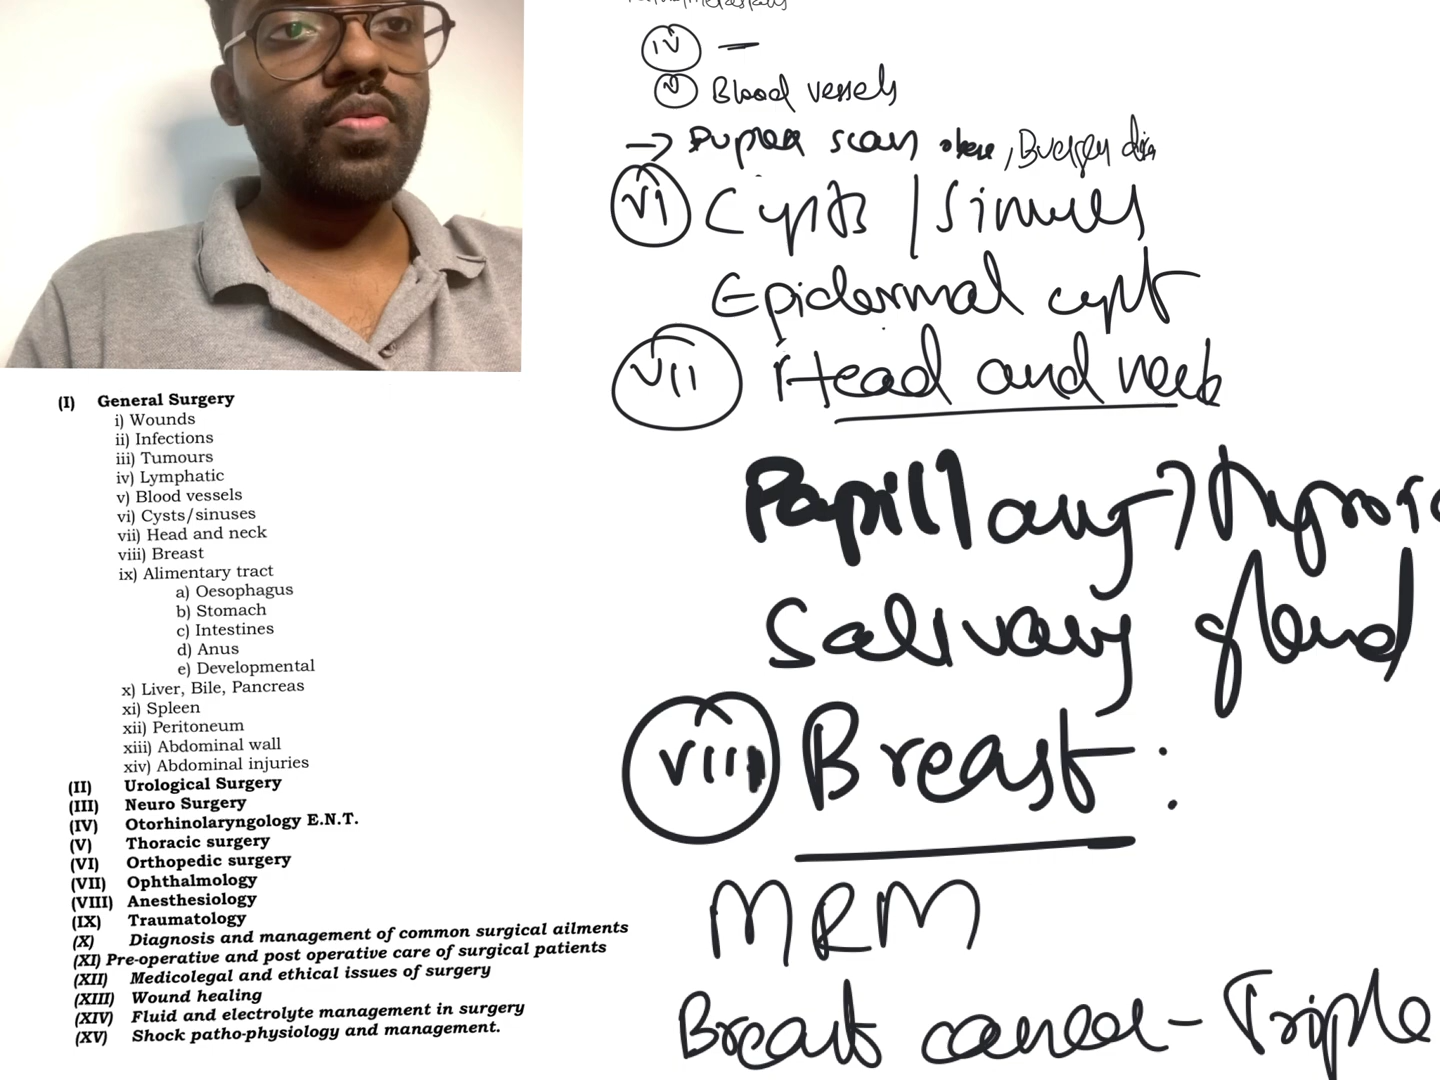 (I) General Surgery
i) Wounds
ii) Infections
iii) Tumours
iv) Lymphatic
v) Blood vessels
vi) Cysts/sinuses
vii) Head and neck
viii) Breast
ix) Alimentary tract
a) Oesophagus
b) Stomach
c) Intestines
d) Anus
e) Developmental
x) Liver, Bile, Pancreas
xi) Spleen
xii) Peritoneum
xiii) Abdominal wall
xiv) Abdominal injuries
(II) Urological Surgery
(III) Neuro Surgery
(IV) Otorhinolaryngology E.N.T.
(V) Thoracic surgery
(VI) Orthopedic surgery
(VII) Ophthalmology
(VIII) Anesthesiology
(IX) Traumatology
(X) Diagnosis and management of common surgical ailments
(XI) Pre-operative and post operative care of surgical patients
(XII) Medicolegal and ethical issues of surgery
(XIII) Wound healing
(XIV) Fluid and electrolyte management in surgery
(XV) Shock patho-physiology and management.
IV —
V Blood vessels
→ scan
VI Cysts / Sinuses
Epidermal cyst
VII Head and neck
Papillary Thyroi
Salivary gland
VIII Breast :
MRM
Breast cancer - Triple